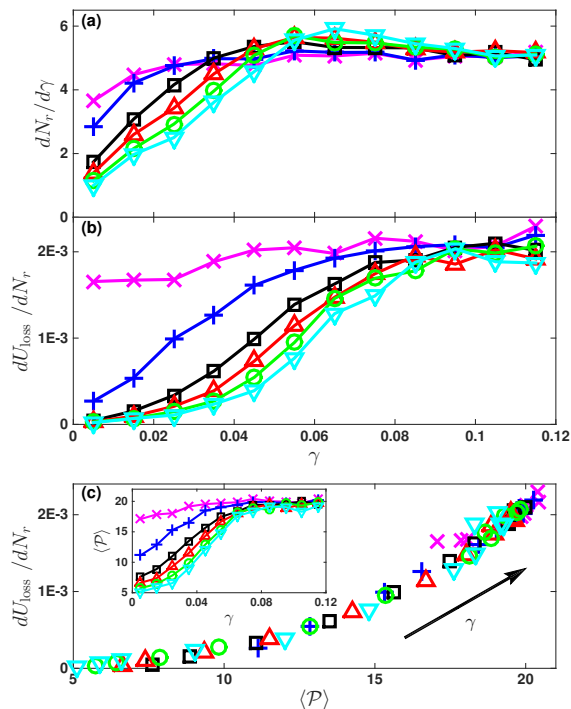 (a)
6
4
2
0
dN_r/dγ
(b)
2E-3
1E-3
0
dU_loss/dN_r
0 0.02 0.04 0.06 0.08 0.1 0.12
γ
(c)
2E-3
1E-3
0
dU_loss/dN_r
20
15
10
5
⟨P⟩
0 0.04 0.08 0.12
γ
γ
5 10 15 20
⟨P⟩